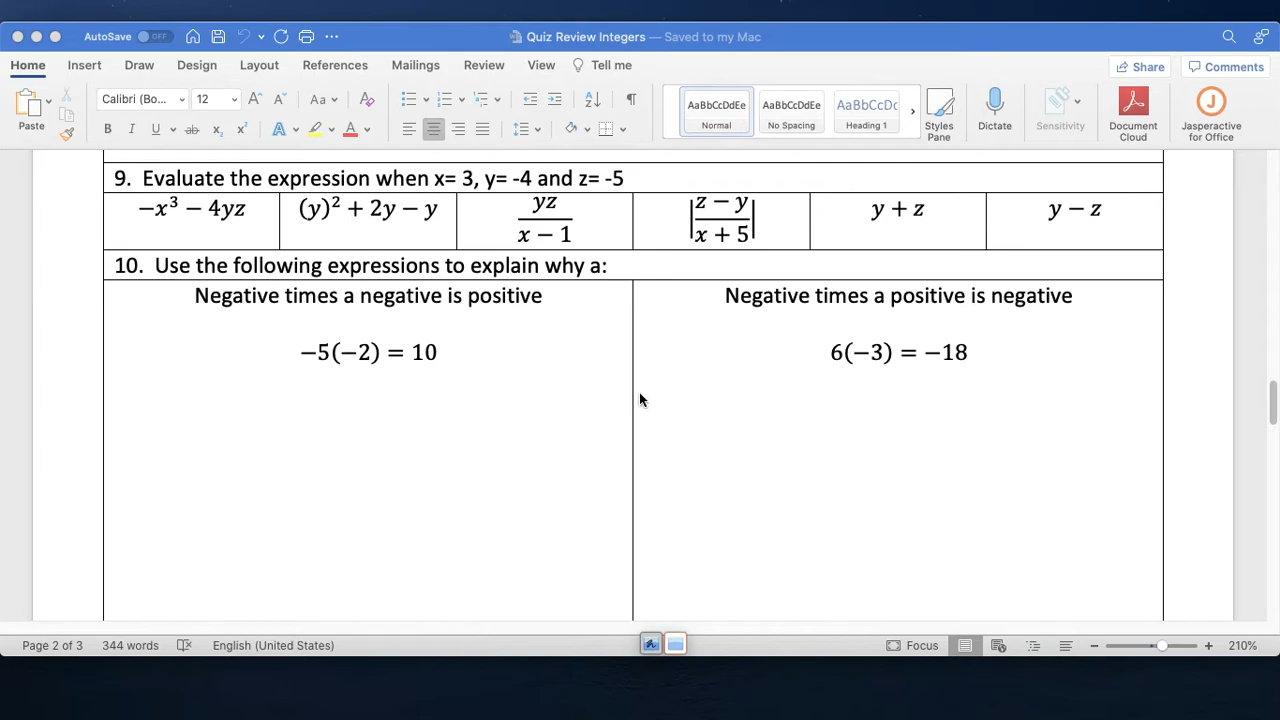 AutoSave OFF
Quiz Review Integers — Saved to my Mac
Home Insert Draw Design Layout References Mailings Review View Tell me
Share Comments
Paste
Calibri (Bo... 12
Aa
B I U ab x₂ x²
A A
AaBbCcDdEe AaBbCcDdEe AaBbCcDc
Normal No Spacing Heading 1
Styles Pane
Dictate
Sensitivity
Document Cloud
Jasperactive for Office
9. Evaluate the expression when x= 3, y= -4 and z= -5
−x³ − 4yz
(y)² + 2y − y
yz
x − 1
|z − y|
|x + 5|
y + z
y − z
10. Use the following expressions to explain why a:
Negative times a negative is positive
−5(−2) = 10
Negative times a positive is negative
6(−3) = −18
Page 2 of 3 344 words English (United States) Focus 210%